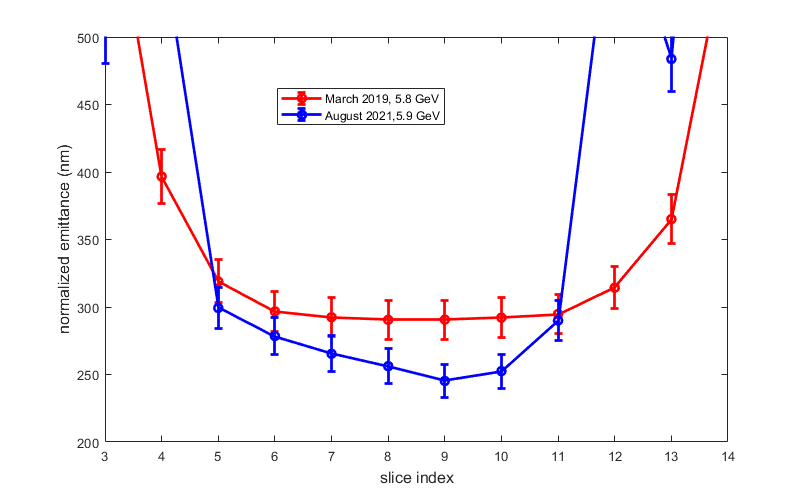 500
450
400
350
300
250
200
normalized emittance (nm)
March 2019, 5.8 GeV
August 2021,5.9 GeV
3 4 5 6 7 8 9 10 11 12 13 14
slice index